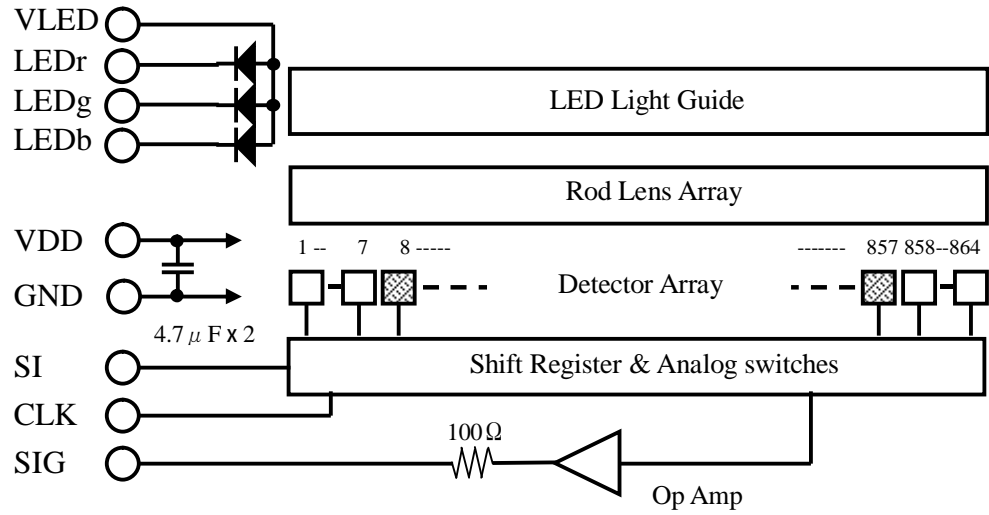 VLED
LEDr
LEDg
LEDb
LED Light Guide
Rod Lens Array
VDD
GND
4.7μF x 2
1 -- 7 8 -----
------- 857 858--864
Detector Array
Shift Register & Analog switches
SI
CLK
SIG
100Ω
Op Amp